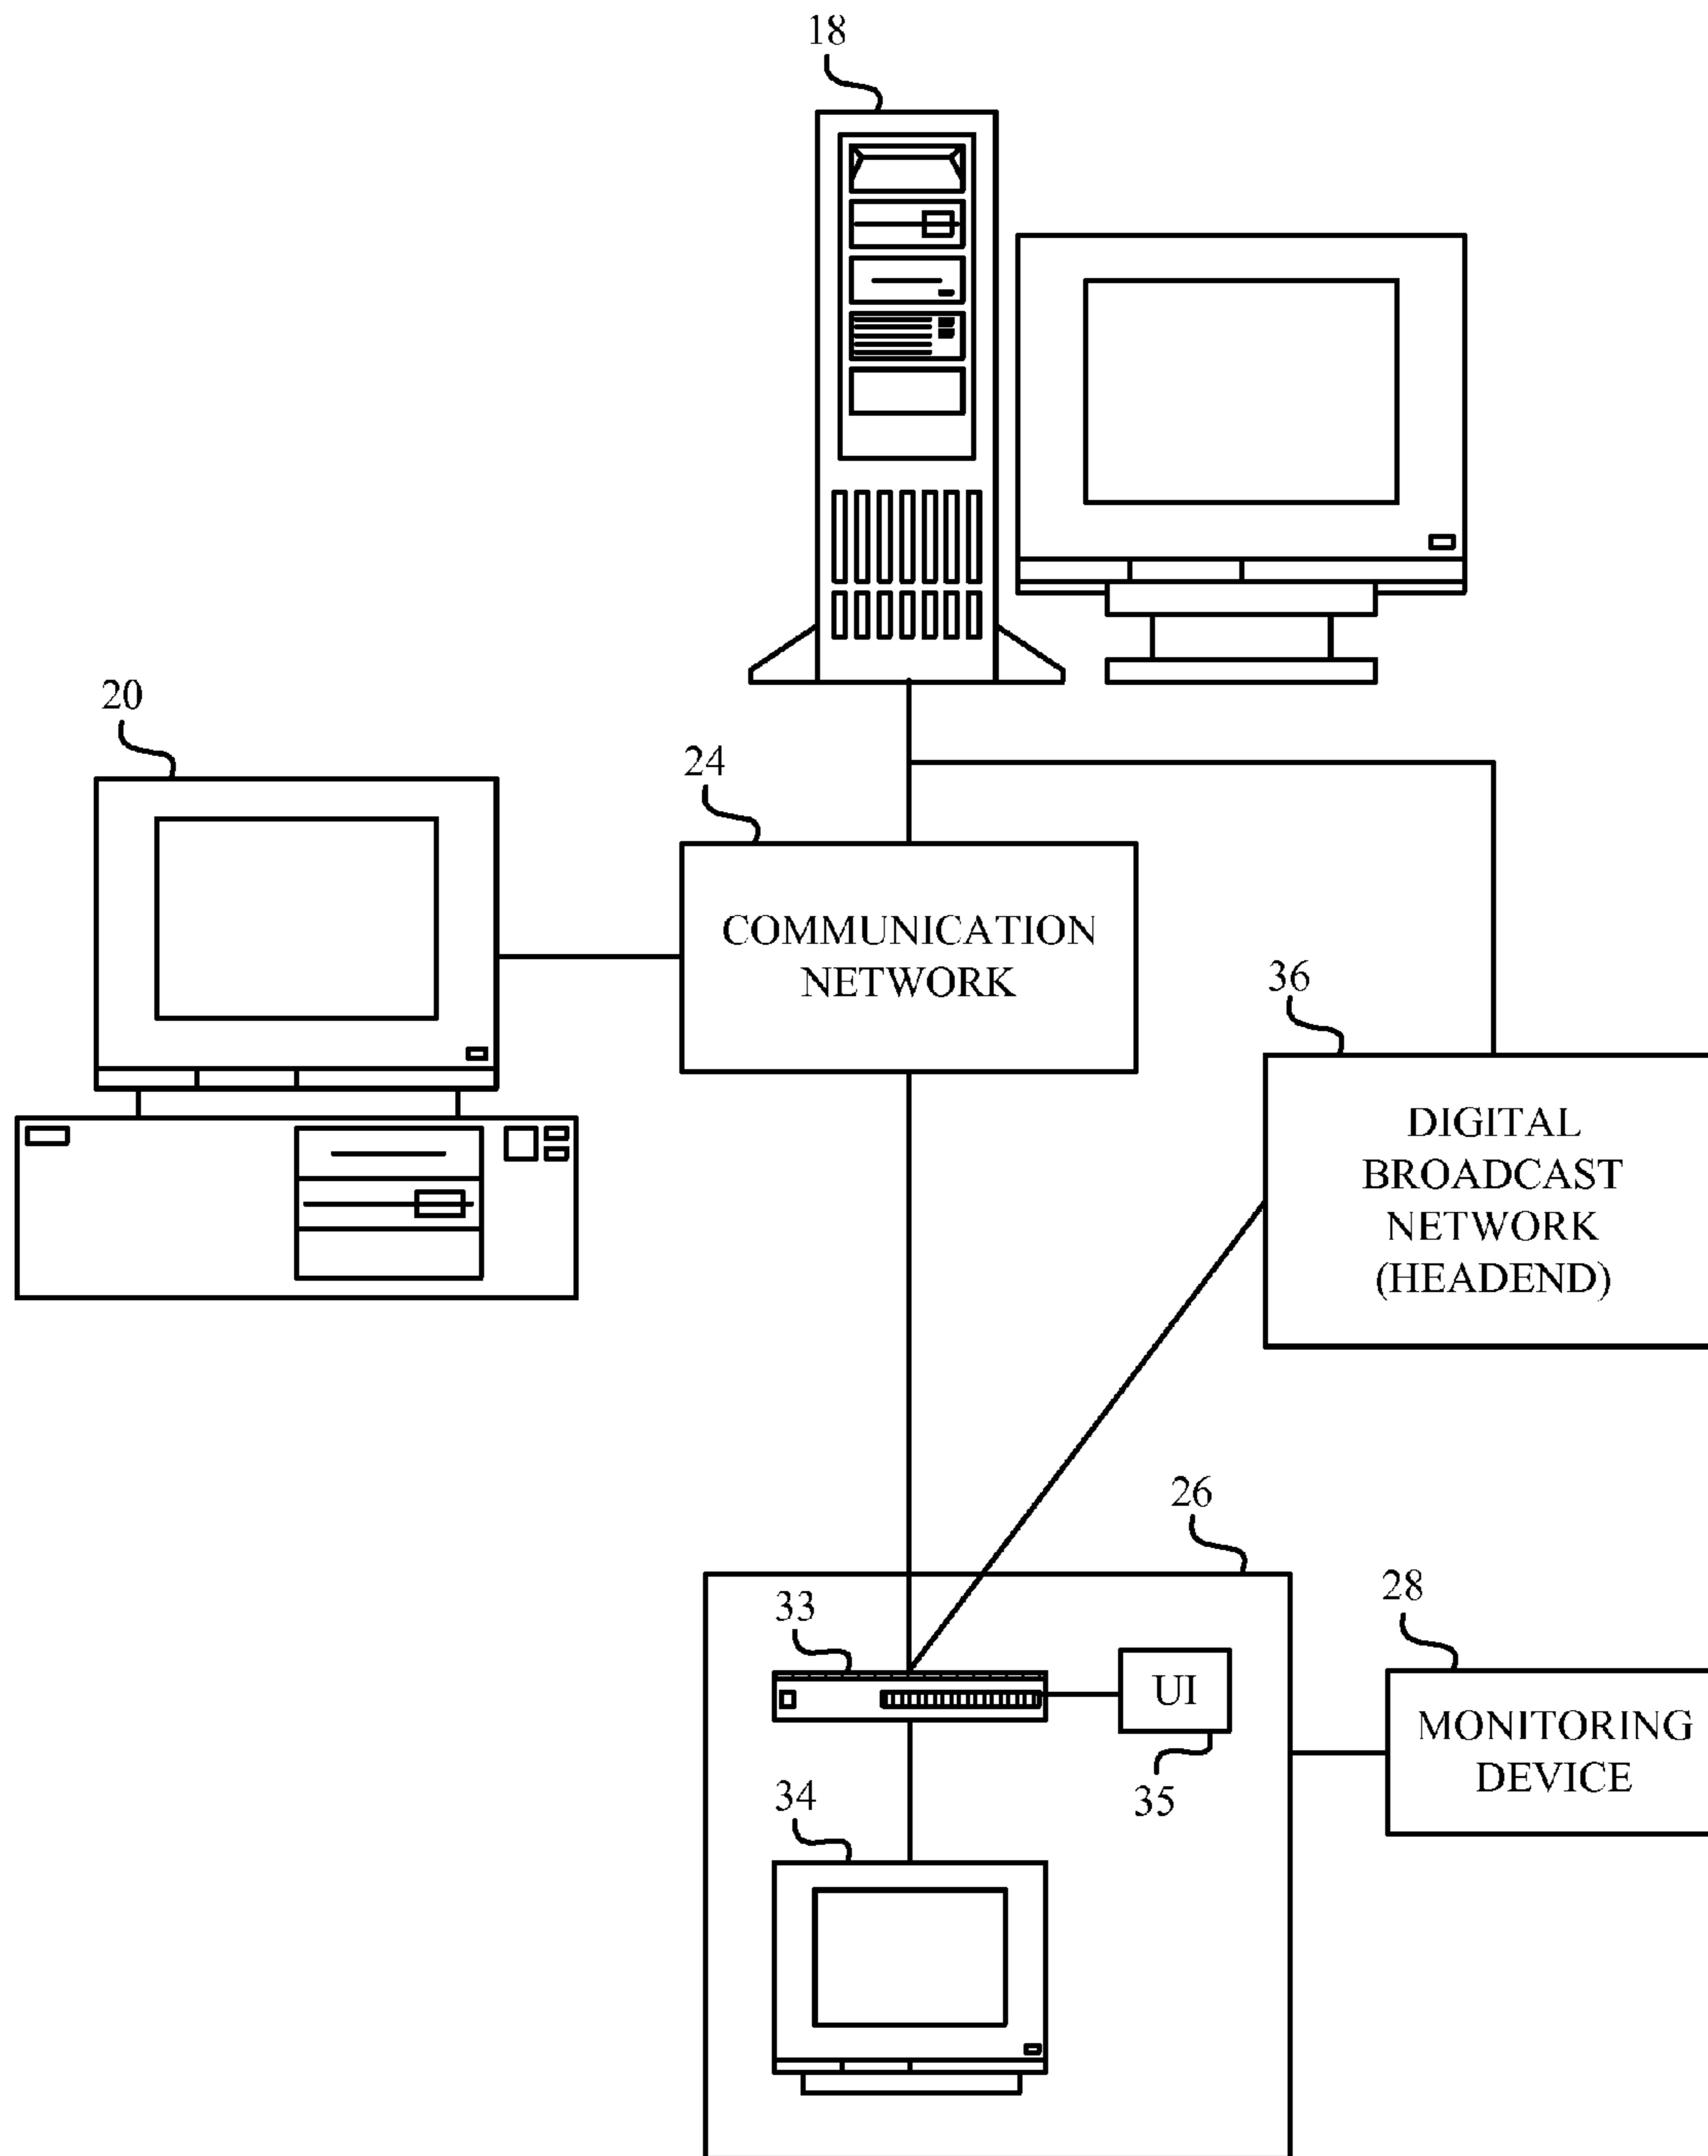 18
20
24
COMMUNICATION
NETWORK
36
DIGITAL
BROADCAST
NETWORK
(HEADEND)
26
28
33
UI
MONITORING
DEVICE
34
35